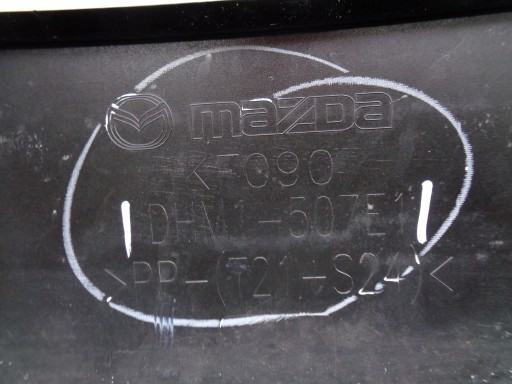 mazda
KF090
DHV1-507E1
>PP-(T21-S24)<